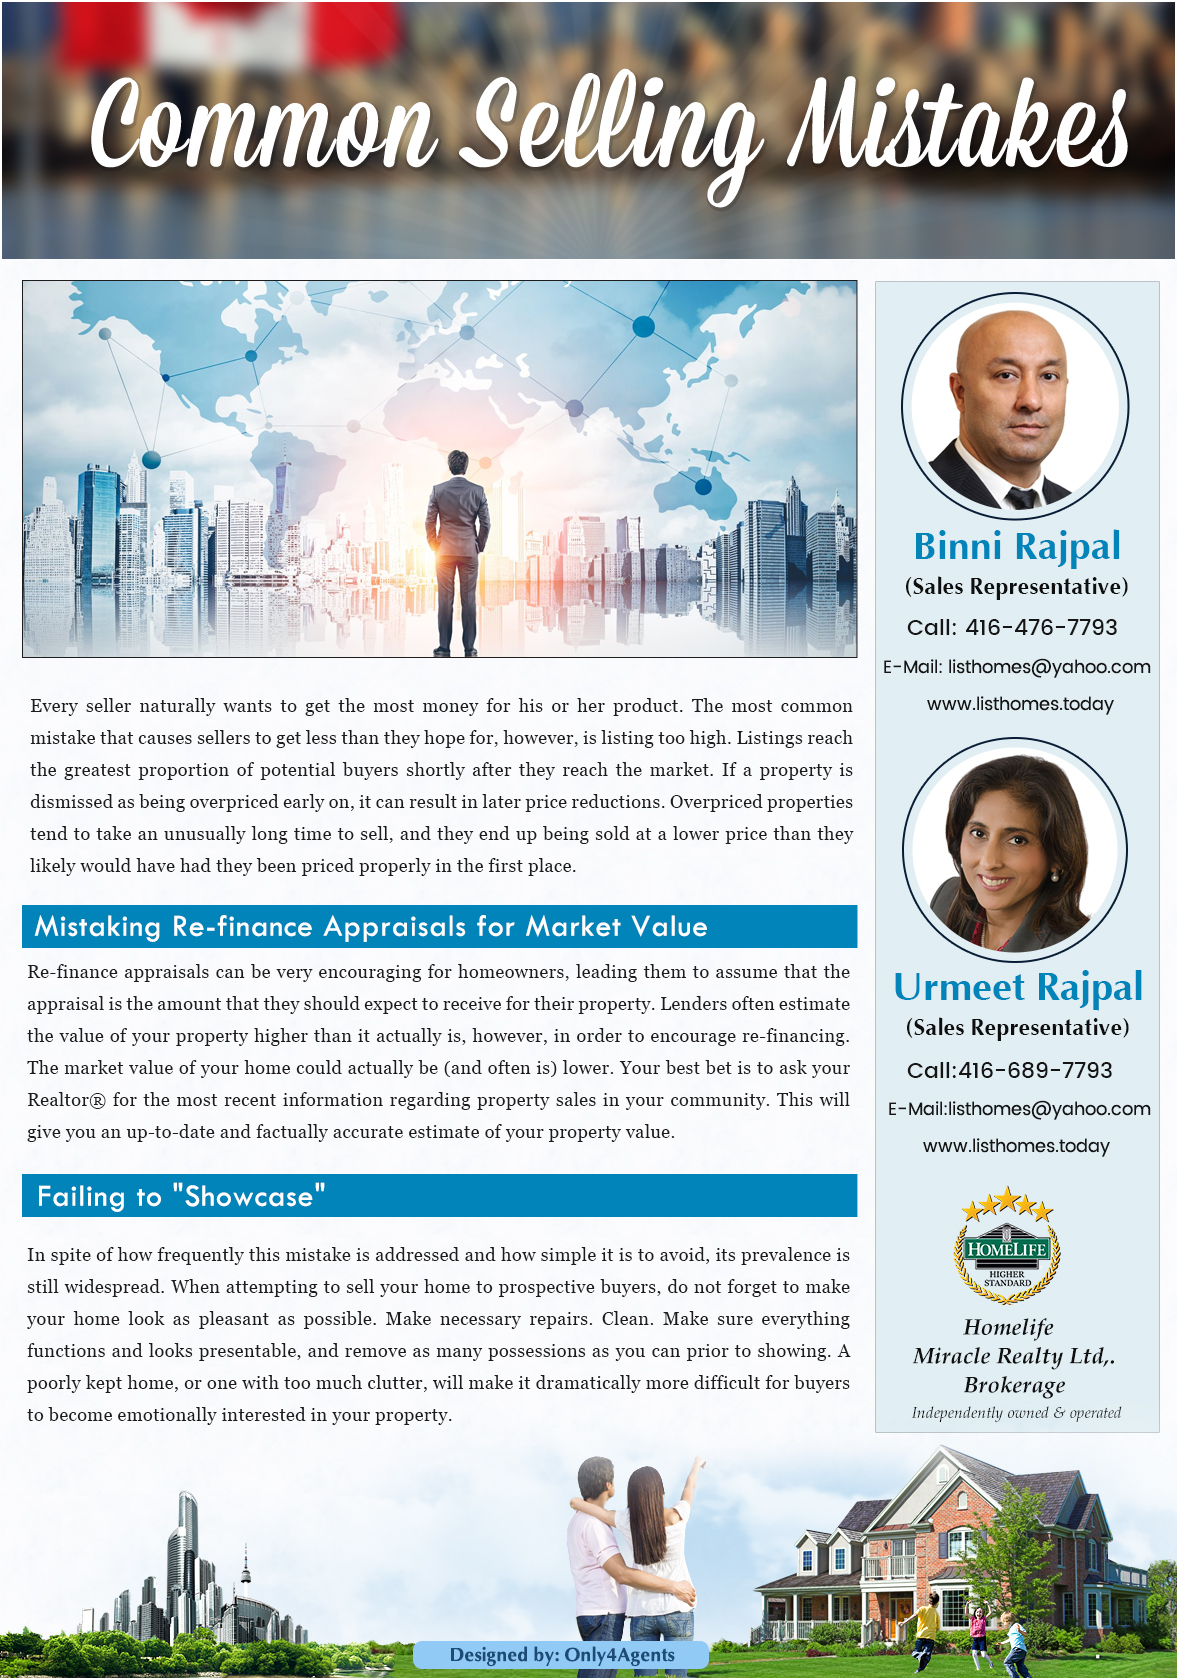 Common Selling Mistakes
Every seller naturally wants to get the most money for his or her product. The most common
mistake that causes sellers to get less than they hope for, however, is listing too high. Listings reach
the greatest proportion of potential buyers shortly after they reach the market. If a property is
dismissed as being overpriced early on, it can result in later price reductions. Overpriced properties
tend to take an unusually long time to sell, and they end up being sold at a lower price than they
likely would have had they been priced properly in the first place.
Mistaking Re-finance Appraisals for Market Value
Re-finance appraisals can be very encouraging for homeowners, leading them to assume that the
appraisal is the amount that they should expect to receive for their property. Lenders often estimate
the value of your property higher than it actually is, however, in order to encourage re-financing.
The market value of your home could actually be (and often is) lower. Your best bet is to ask your
Realtor® for the most recent information regarding property sales in your community. This will
give you an up-to-date and factually accurate estimate of your property value.
Failing to "Showcase"
In spite of how frequently this mistake is addressed and how simple it is to avoid, its prevalence is
still widespread. When attempting to sell your home to prospective buyers, do not forget to make
your home look as pleasant as possible. Make necessary repairs. Clean. Make sure everything
functions and looks presentable, and remove as many possessions as you can prior to showing. A
poorly kept home, or one with too much clutter, will make it dramatically more difficult for buyers
to become emotionally interested in your property.
Binni Rajpal
(Sales Representative)
Call: 416-476-7793
E-Mail: listhomes@yahoo.com
www.listhomes.today
Urmeet Rajpal
(Sales Representative)
Call:416-689-7793
E-Mail:listhomes@yahoo.com
www.listhomes.today
HOMELIFE
HIGHER
STANDARD
Homelife
Miracle Realty Ltd,.
Brokerage
Independently owned & operated
Designed by: Only4Agents